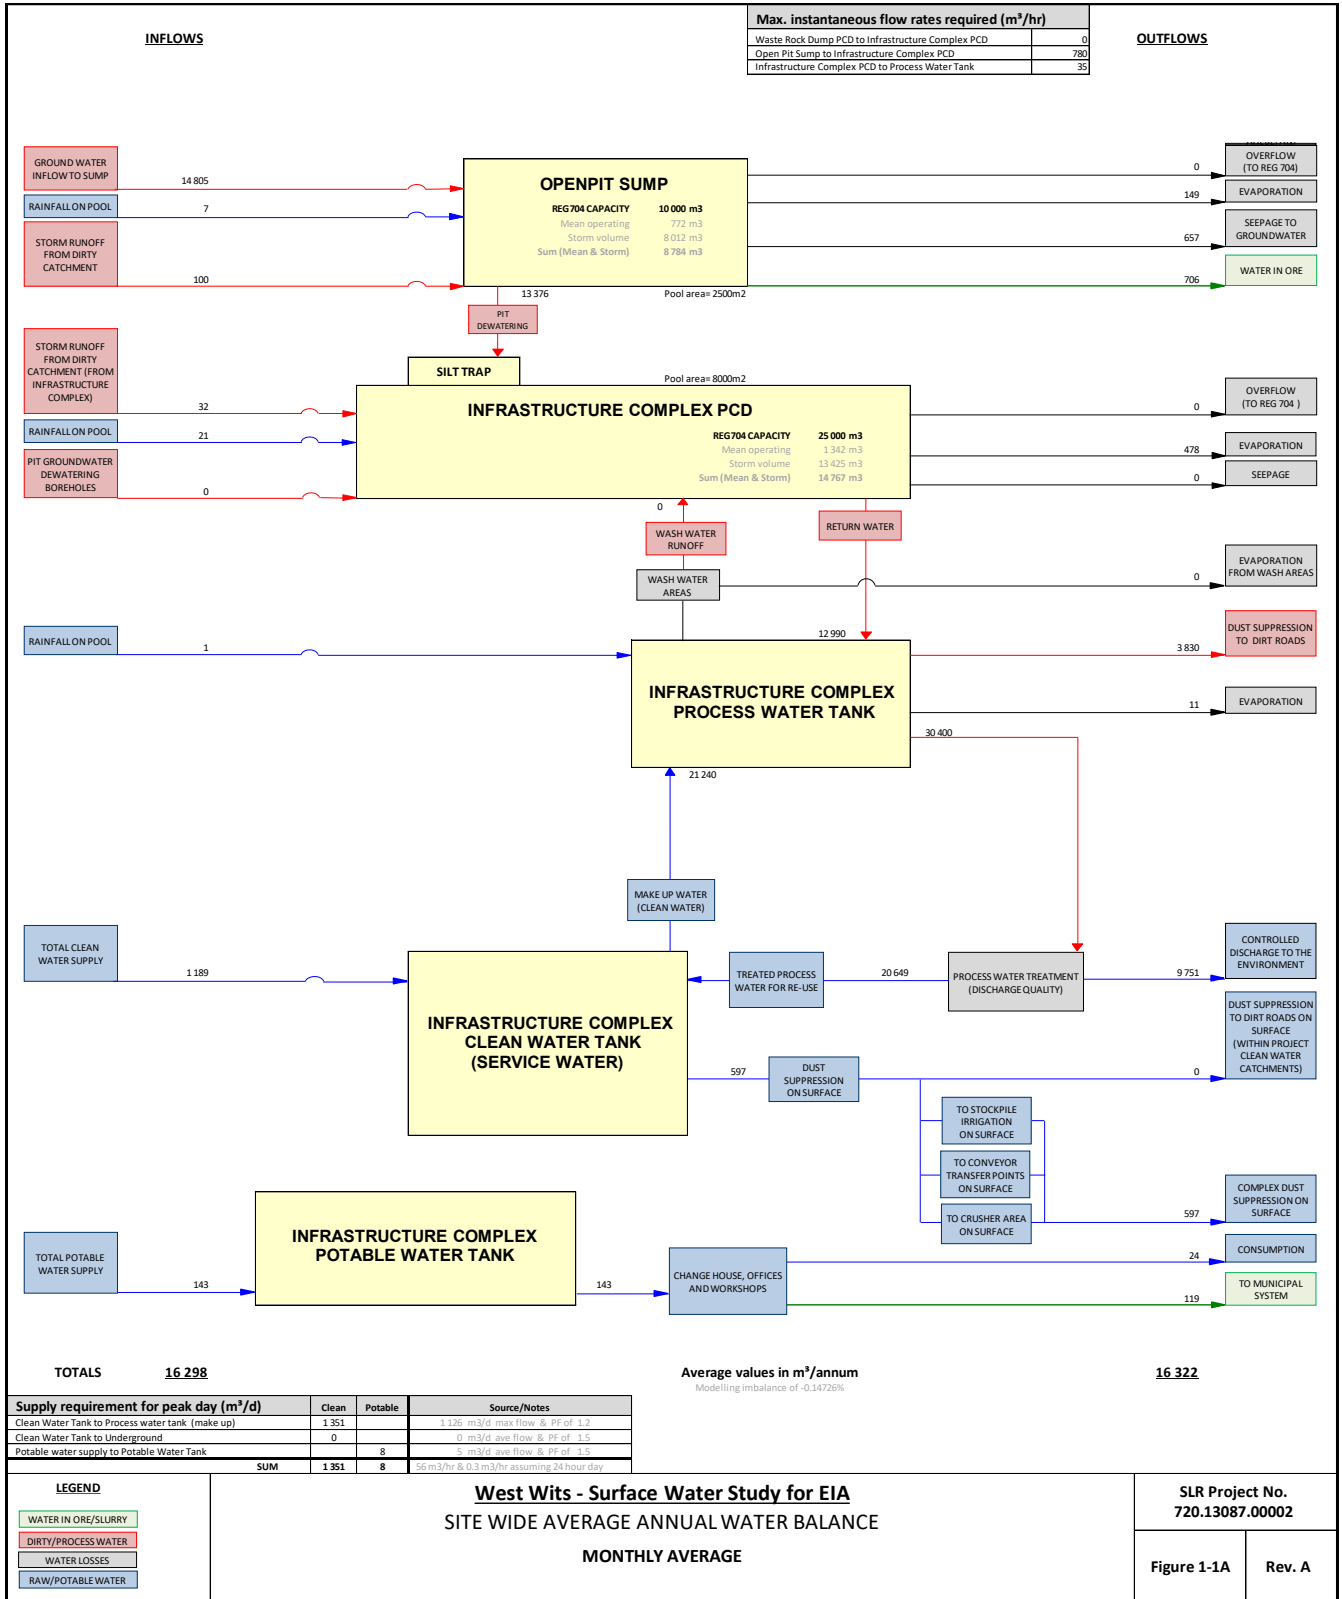 INFLOWS
Max. instantaneous flow rates required (m³/hr)
Waste Rock Dump PCD to Infrastructure Complex PCD 0
Open Pit Sump to Infrastructure Complex PCD 780
Infrastructure Complex PCD to Process Water Tank 35
OUTFLOWS
GROUND WATER
INFLOW TO SUMP
14 805
RAINFALL ON POOL
7
STORM RUNOFF
FROM DIRTY
CATCHMENT
100
OPENPIT SUMP
REG704 CAPACITY 10 000 m3
Mean operating 772 m3
Storm volume 8 012 m3
Sum (Mean & Storm) 8 784 m3
0
OVERFLOW
(TO REG 704)
149
EVAPORATION
657
SEEPAGE TO
GROUNDWATER
706
WATER IN ORE
13 376
Pool area= 2500m2
PIT
DEWATERING
STORM RUNOFF
FROM DIRTY
CATCHMENT (FROM
INFRASTRUCTURE
COMPLEX)
32
RAINFALL ON POOL
21
PIT GROUNDWATER
DEWATERING
BOREHOLES
0
SILT TRAP
Pool area= 8000m2
INFRASTRUCTURE COMPLEX PCD
REG704 CAPACITY 25 000 m3
Mean operating 1 342 m3
Storm volume 13 425 m3
Sum (Mean & Storm) 14 767 m3
0
OVERFLOW
(TO REG 704 )
478
EVAPORATION
0
SEEPAGE
0
WASH WATER
RUNOFF
RETURN WATER
WASH WATER
AREAS
0
EVAPORATION
FROM WASH AREAS
RAINFALL ON POOL
1
12 990
INFRASTRUCTURE COMPLEX
PROCESS WATER TANK
3 830
DUST SUPPRESSION
TO DIRT ROADS
11
EVAPORATION
30 400
21 240
MAKE UP WATER
(CLEAN WATER)
TOTAL CLEAN
WATER SUPPLY
1 189
INFRASTRUCTURE COMPLEX
CLEAN WATER TANK
(SERVICE WATER)
TREATED PROCESS
WATER FOR RE-USE
20 649
PROCESS WATER TREATMENT
(DISCHARGE QUALITY)
9 751
CONTROLLED
DISCHARGE TO THE
ENVIRONMENT
597
DUST
SUPPRESSION
ON SURFACE
0
DUST SUPPRESSION
TO DIRT ROADS ON
SURFACE
(WITHIN PROJECT
CLEAN WATER
CATCHMENTS)
TO STOCKPILE
IRRIGATION
ON SURFACE
TO CONVEYOR
TRANSFER POINTS
ON SURFACE
TO CRUSHER AREA
ON SURFACE
597
COMPLEX DUST
SUPPRESSION ON
SURFACE
TOTAL POTABLE
WATER SUPPLY
143
INFRASTRUCTURE COMPLEX
POTABLE WATER TANK
143
CHANGE HOUSE, OFFICES
AND WORKSHOPS
24
CONSUMPTION
119
TO MUNICIPAL
SYSTEM
TOTALS 16 298
Average values in m³/annum
Modelling imbalance of -0.14726%
16 322
Supply requirement for peak day (m³/d) Clean Potable Source/Notes
Clean Water Tank to Process water tank (make up) 1 351 1 126 m3/d max flow & PF of 1.2
Clean Water Tank to Underground 0 0 m3/d ave flow & PF of 1.5
Potable water supply to Potable Water Tank 8 5 m3/d ave flow & PF of 1.5
SUM 1 351 8 56 m3/hr & 0.3 m3/hr assuming 24 hour day
LEGEND
WATER IN ORE/SLURRY
DIRTY/PROCESS WATER
WATER LOSSES
RAW/POTABLE WATER
West Wits - Surface Water Study for EIA
SITE WIDE AVERAGE ANNUAL WATER BALANCE
MONTHLY AVERAGE
SLR Project No.
720.13087.00002
Figure 1-1A
Rev. A